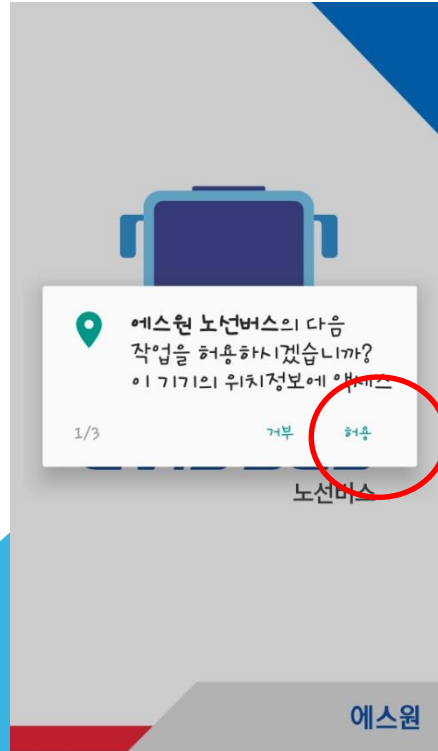 에스원 노선버스의 다음
작업을 허용하시겠습니까?
이 기기의 위치정보에 액세스
1/3
거부
허용
노선버스
에스원